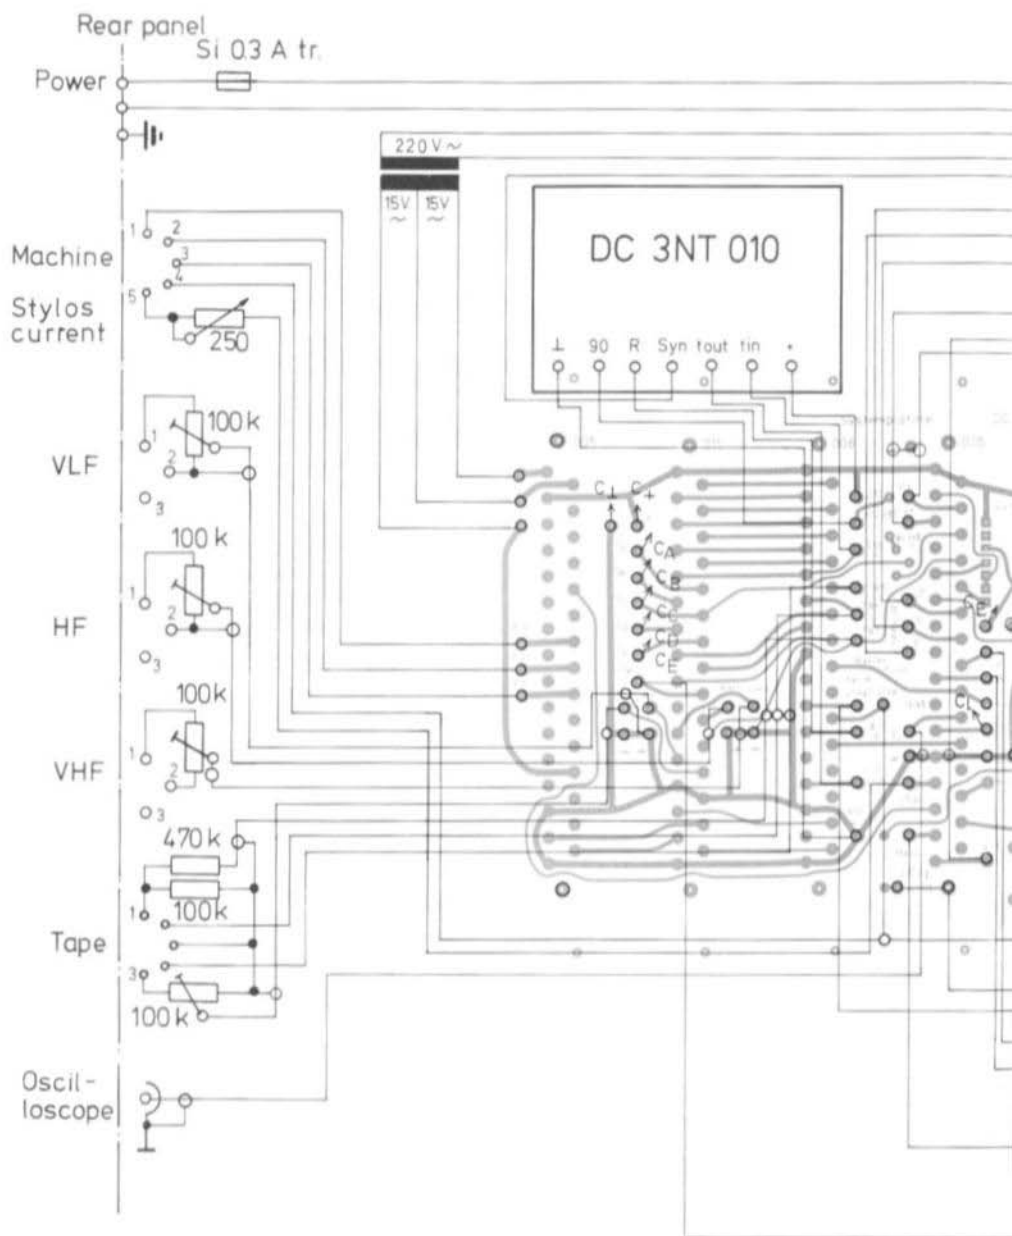 Rear panel
Si 0.3 A tr.
Power
220 V ~
15V ~
15V ~
DC 3NT 010
⊥ 90 R Syn tout tin +
Machine
1
2
3
4
5
Stylos
current
250
VLF
1
2
3
100 k
HF
1
2
3
100 k
VHF
1
2
3
100k
470 k
100k
Tape
1
3
100 k
Oscil-
loscope
C⊥
C+
CA
CB
CC
CD
CE